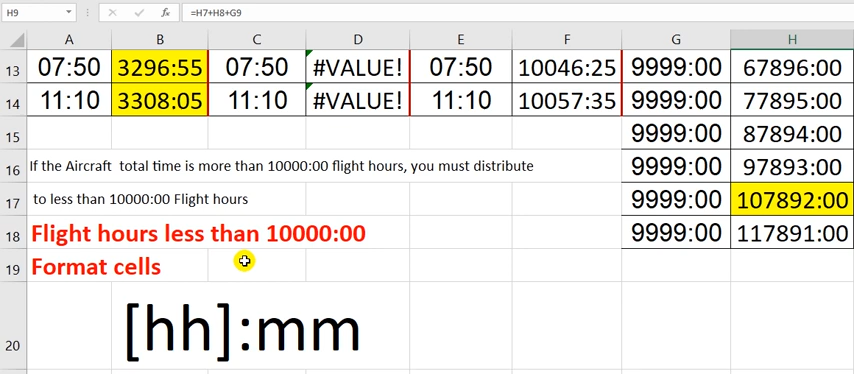 H9 =H7+H8+G9
A B C D E F G H
13 07:50 3296:55 07:50 #VALUE! 07:50 10046:25 9999:00 67896:00
14 11:10 3308:05 11:10 #VALUE! 11:10 10057:35 9999:00 77895:00
15 9999:00 87894:00
16 If the Aircraft total time is more than 10000:00 flight hours, you must distribute 9999:00 97893:00
17 to less than 10000:00 Flight hours 9999:00 107892:00
18 Flight hours less than 10000:00 9999:00 117891:00
19 Format cells
20 [hh]:mm